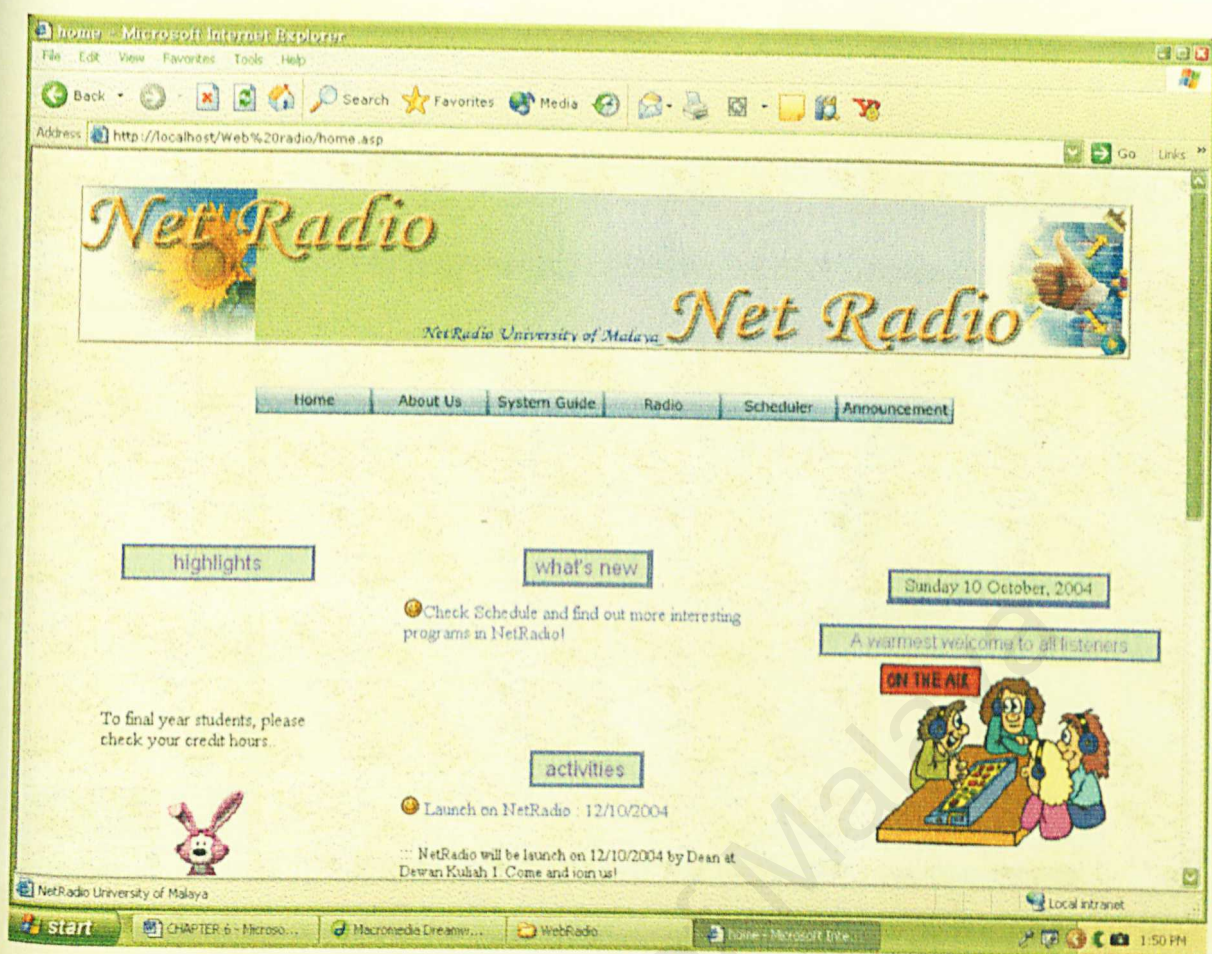 home - Microsoft Internet Explorer
File Edit View Favorites Tools Help
Back Search Favorites Media
Address http://localhost/Web%20radio/home.asp Go Links »
Net Radio
NetRadio University of Malaya Net Radio
Home About Us System Guide Radio Scheduler Announcement
highlights
To final year students, please
check your credit hours..
what's new
Check Schedule and find out more interesting
programs in NetRadio!
activities
Launch on NetRadio : 12/10/2004
::: NetRadio will be launch on 12/10/2004 by Dean at
Dewan Kuliah 1. Come and join us!
Sunday 10 October, 2004
A warmest welcome to all listeners
ON THE AIR
NetRadio University of Malaya Local intranet
start CHAPTER 6 - Microso... Macromedia Dreamw... WebRadio home - Microsoft Inte... 1:50 PM
Malaya